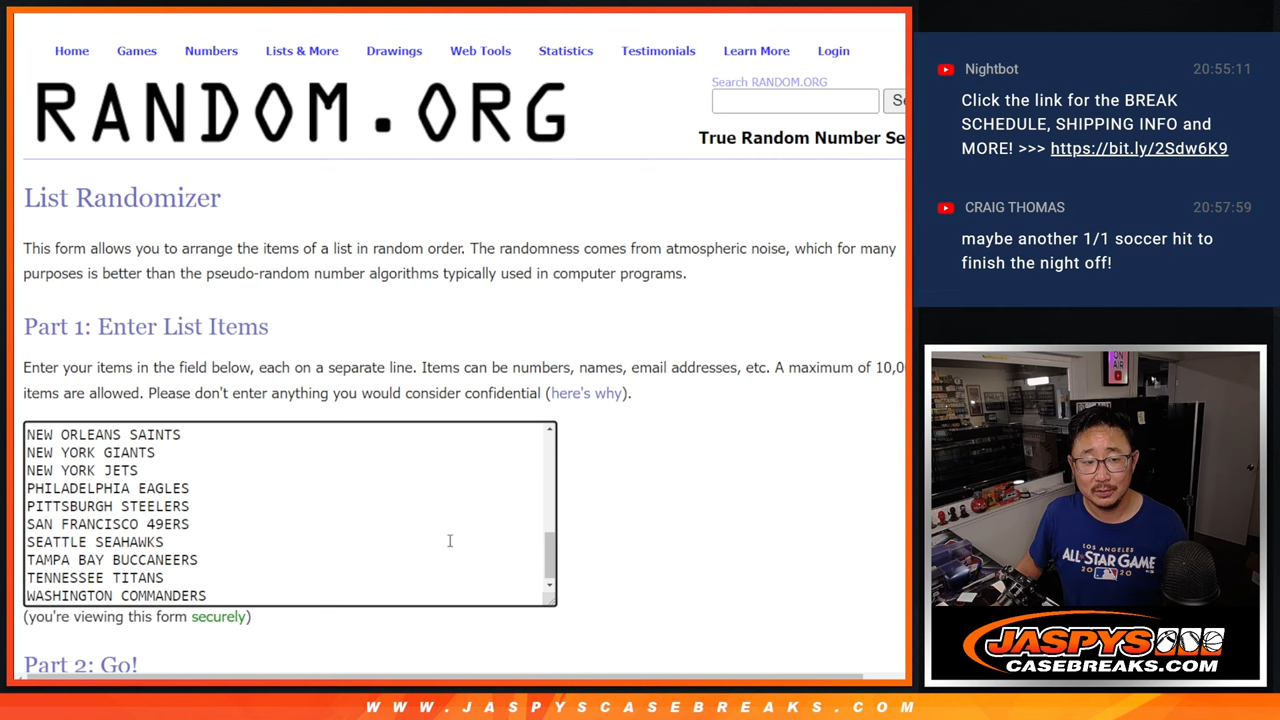 Home Games Numbers Lists & More Drawings Web Tools Statistics Testimonials Learn More Login
RANDOM.ORG
Search RANDOM.ORG
True Random Number Se
List Randomizer
This form allows you to arrange the items of a list in random order. The randomness comes from atmospheric noise, which for many
purposes is better than the pseudo-random number algorithms typically used in computer programs.
Part 1: Enter List Items
Enter your items in the field below, each on a separate line. Items can be numbers, names, email addresses, etc. A maximum of 10,0
items are allowed. Please don't enter anything you would consider confidential (here's why).
NEW ORLEANS SAINTS
NEW YORK GIANTS
NEW YORK JETS
PHILADELPHIA EAGLES
PITTSBURGH STEELERS
SAN FRANCISCO 49ERS
SEATTLE SEAHAWKS
TAMPA BAY BUCCANEERS
TENNESSEE TITANS
WASHINGTON COMMANDERS
(you're viewing this form securely)
Part 2: Go!
Nightbot 20:55:11
Click the link for the BREAK
SCHEDULE, SHIPPING INFO and
MORE! >>> https://bit.ly/2Sdw6K9
CRAIG THOMAS 20:57:59
maybe another 1/1 soccer hit to
finish the night off!
ON
AIR
LOS ANGELES
ALL STAR GAME
JASPYS
CASEBREAKS.COM
WWW.JASPYSCASEBREAKS.COM